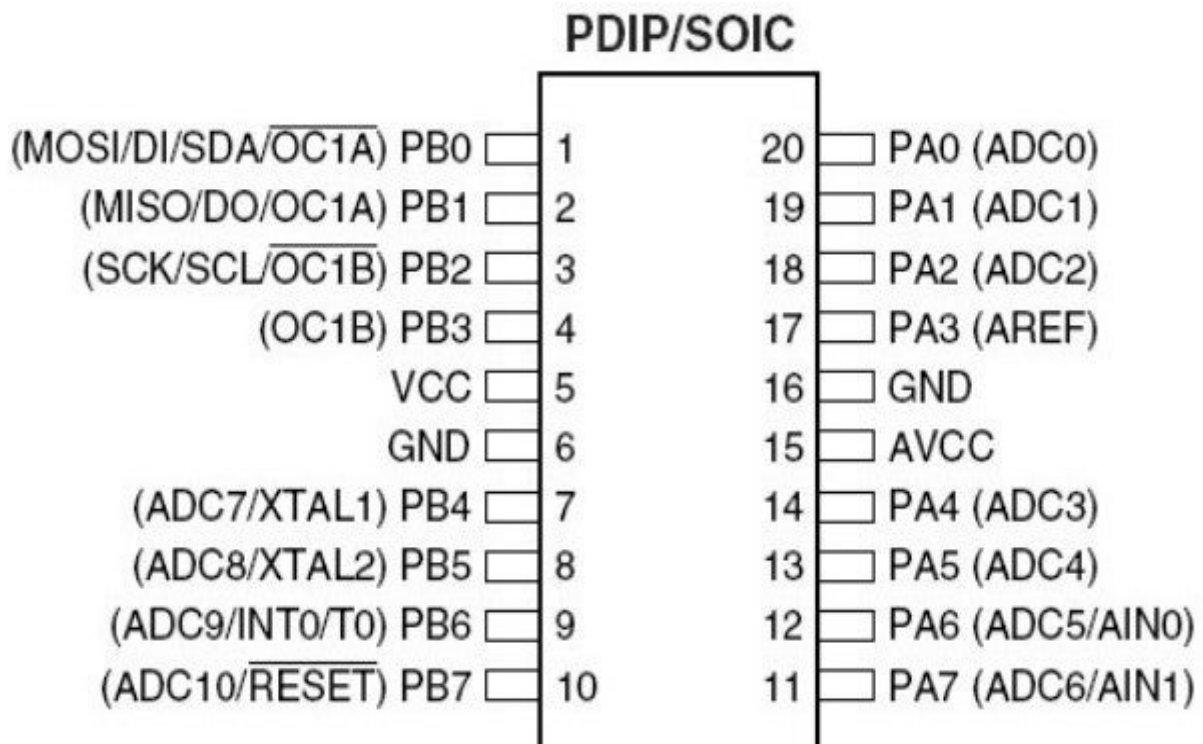 PDIP/SOIC
(MOSI/DI/SDA/OC1A) PB0 1 20 PA0 (ADC0)
(MISO/DO/OC1A) PB1 2 19 PA1 (ADC1)
(SCK/SCL/OC1B) PB2 3 18 PA2 (ADC2)
(OC1B) PB3 4 17 PA3 (AREF)
VCC 5 16 GND
GND 6 15 AVCC
(ADC7/XTAL1) PB4 7 14 PA4 (ADC3)
(ADC8/XTAL2) PB5 8 13 PA5 (ADC4)
(ADC9/INT0/T0) PB6 9 12 PA6 (ADC5/AIN0)
(ADC10/RESET) PB7 10 11 PA7 (ADC6/AIN1)